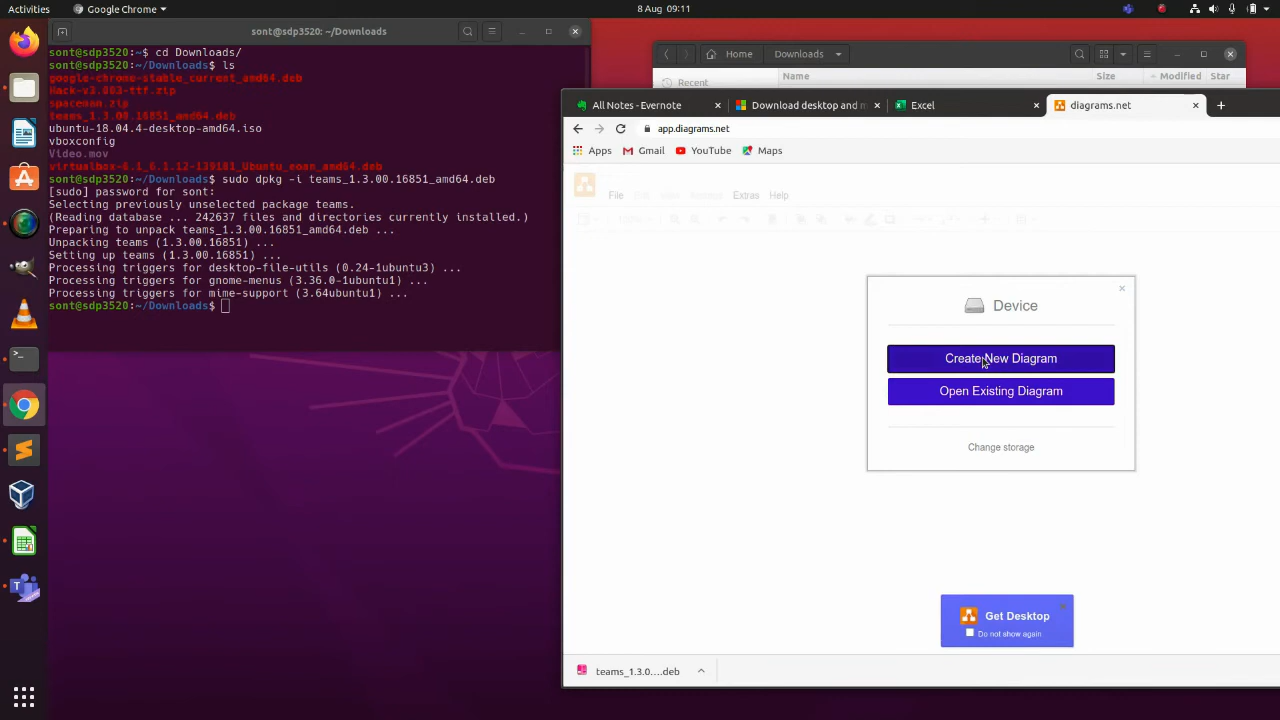 Activities
Google Chrome
8 Aug 09:11
sont@sdp3520: ~/Downloads
sont@sdp3520:~$ cd Downloads/
sont@sdp3520:~/Downloads$ ls
google-chrome-stable_current_amd64.deb
Hack-v3.003-ttf.zip
spaceman.zip
teams_1.3.00.16851_amd64.deb
ubuntu-18.04.4-desktop-amd64.iso
vboxconfig
Video.mov
virtualbox-6.1_6.1.12-139181_Ubuntu_eoan_amd64.deb
sont@sdp3520:~/Downloads$ sudo dpkg -i teams_1.3.00.16851_amd64.deb
[sudo] password for sont:
Selecting previously unselected package teams.
(Reading database ... 242637 files and directories currently installed.)
Preparing to unpack teams_1.3.00.16851_amd64.deb ...
Unpacking teams (1.3.00.16851) ...
Setting up teams (1.3.00.16851) ...
Processing triggers for desktop-file-utils (0.24-1ubuntu3) ...
Processing triggers for gnome-menus (3.36.0-1ubuntu1) ...
Processing triggers for mime-support (3.64ubuntu1) ...
sont@sdp3520:~/Downloads$
Home Downloads
Recent Name Size Modified Star
All Notes - Evernote
Download desktop and m
Excel
diagrams.net
app.diagrams.net
Apps Gmail YouTube Maps
File Edit View Arrange Extras Help
Device
Create New Diagram
Open Existing Diagram
Change storage
Get Desktop
Do not show again
teams_1.3.0....deb